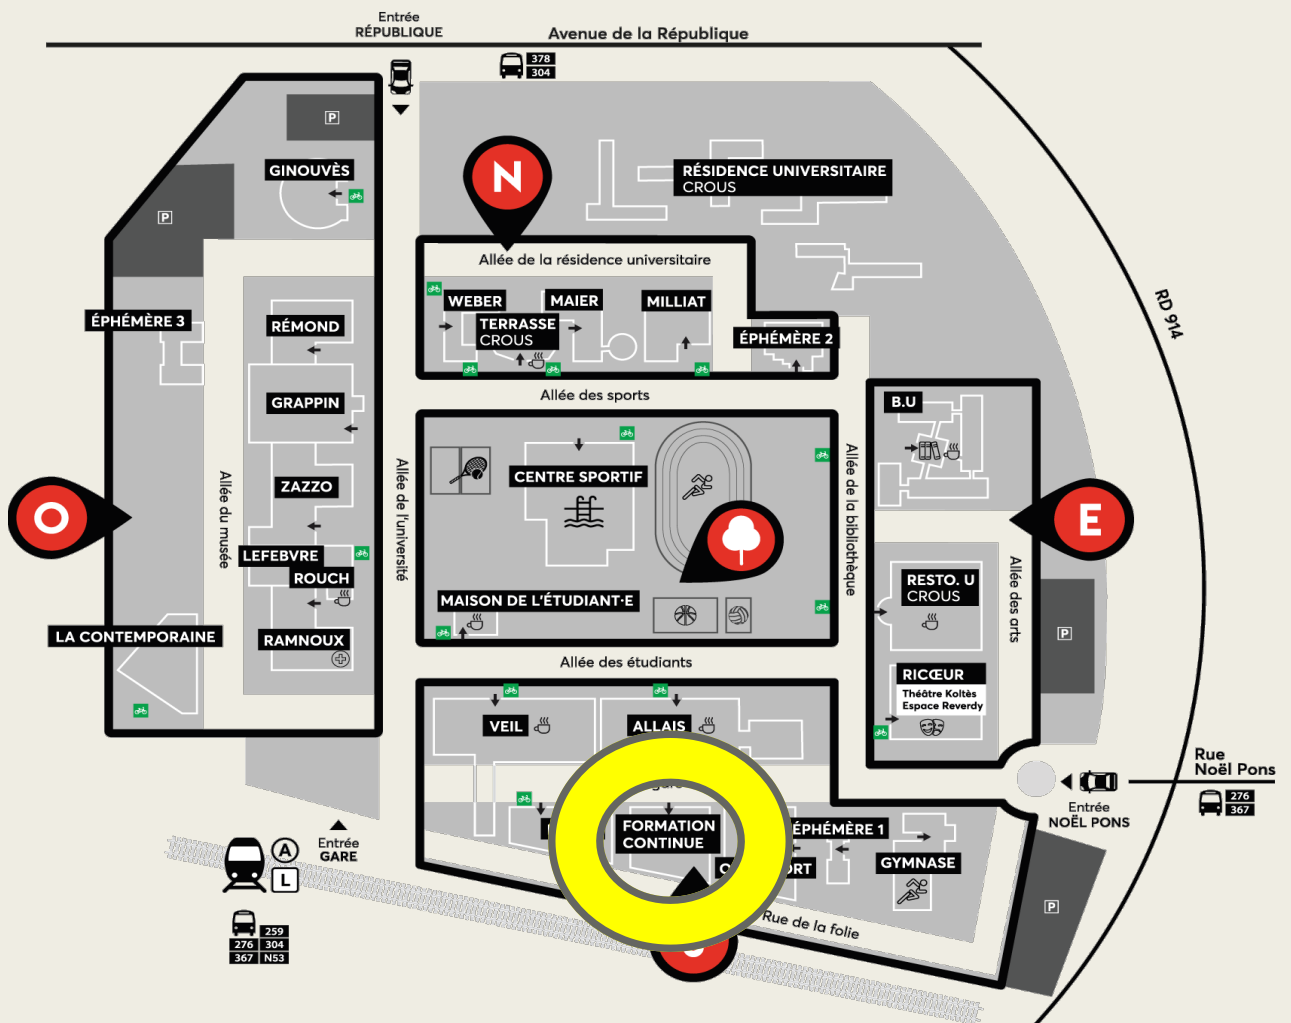 Entrée
RÉPUBLIQUE
Avenue de la République
378
304
P
GINOUVÈS
P
N
RÉSIDENCE UNIVERSITAIRE
CROUS
Allée de la résidence universitaire
WEBER
MAIER
MILLIAT
TERRASSE
CROUS
ÉPHÉMÈRE 2
ÉPHÉMÈRE 3
RÉMOND
GRAPPIN
ZAZZO
LEFEBVRE
ROUCH
RAMNOUX
LA CONTEMPORAINE
Allée du musée
O
Allée de l'université
Allée des sports
CENTRE SPORTIF
MAISON DE L'ÉTUDIANT·E
Allée de la bibliothèque
B.U
E
RD 914
RESTO. U
CROUS
Allée des arts
P
RICŒUR
Théâtre Koltès
Espace Reverdy
Allée des étudiants
VEIL
ALLAIS
FORMATION
CONTINUE
ÉPHÉMÈRE 1
GYMNASE
Rue de la folie
P
Rue
Noël Pons
276
367
Entrée
NOËL PONS
Entrée
GARE
A
L
259
276
304
367
N53